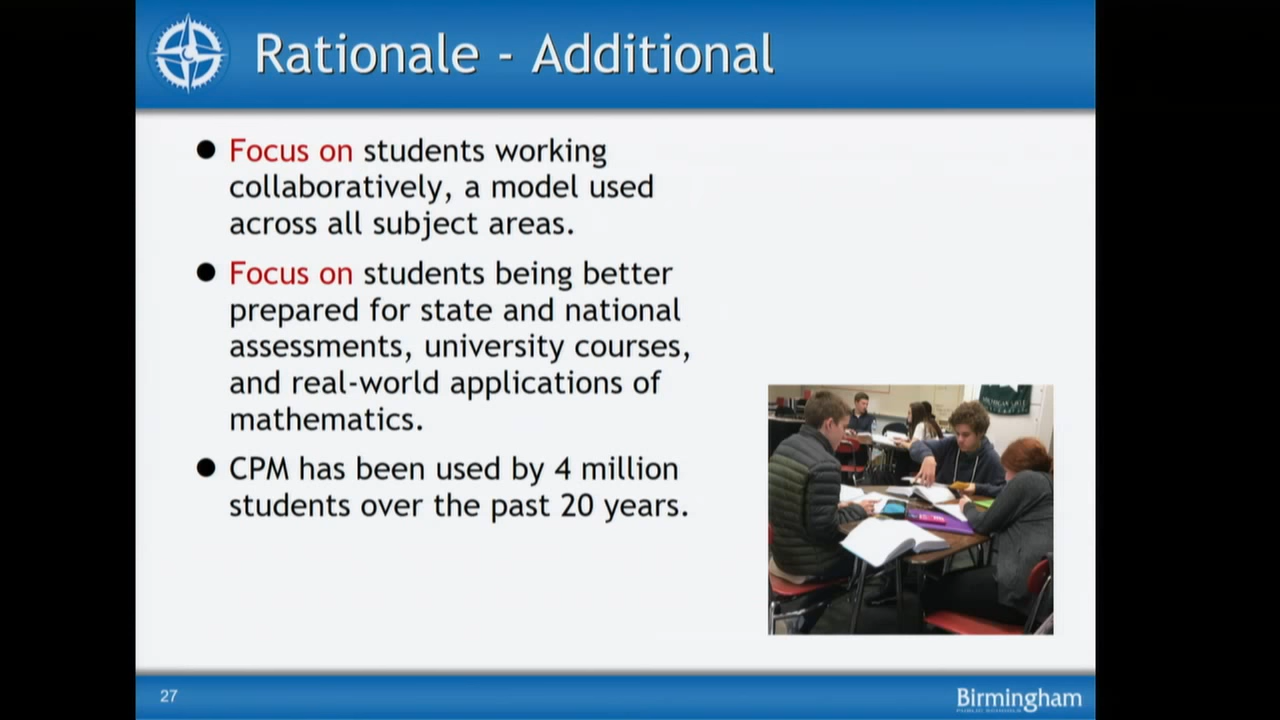 Rationale - Additional
Focus on students working
collaboratively, a model used
across all subject areas.
Focus on students being better
prepared for state and national
assessments, university courses,
and real-world applications of
mathematics.
CPM has been used by 4 million
students over the past 20 years.
27
Birmingham
PUBLIC SCHOOLS